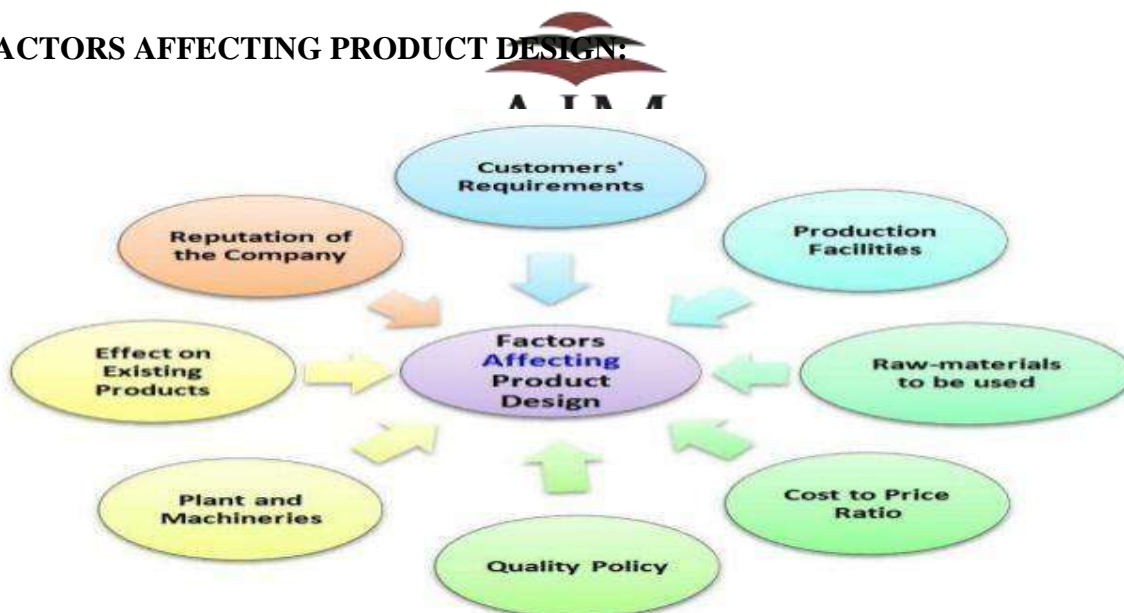 ACTORS AFFECTING PRODUCT DESIGN:
Customers'
Requirements
Production
Facilities
Raw-materials
to be used
Cost to Price
Ratio
Quality Policy
Plant and
Machineries
Effect on
Existing
Products
Reputation of
the Company
Factors
Affecting
Product
Design